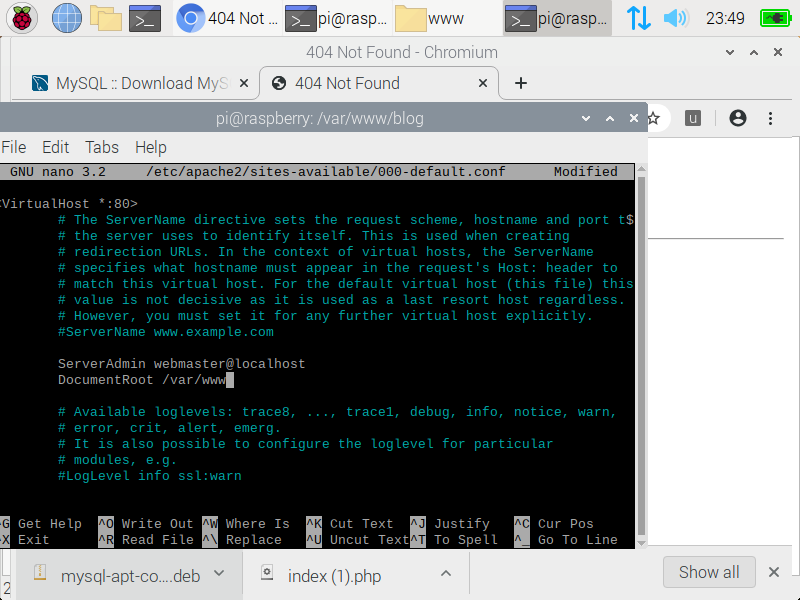 404 Not ...
pi@rasp...
www
pi@rasp...
23:49
404 Not Found - Chromium
MySQL :: Download MyS
404 Not Found
u
pi@raspberry: /var/www/blog
File Edit Tabs Help
GNU nano 3.2 /etc/apache2/sites-available/000-default.conf Modified
<VirtualHost *:80>
# The ServerName directive sets the request scheme, hostname and port t$
# the server uses to identify itself. This is used when creating
# redirection URLs. In the context of virtual hosts, the ServerName
# specifies what hostname must appear in the request's Host: header to
# match this virtual host. For the default virtual host (this file) this
# value is not decisive as it is used as a last resort host regardless.
# However, you must set it for any further virtual host explicitly.
#ServerName www.example.com
ServerAdmin webmaster@localhost
DocumentRoot /var/www
# Available loglevels: trace8, ..., trace1, debug, info, notice, warn,
# error, crit, alert, emerg.
# It is also possible to configure the loglevel for particular
# modules, e.g.
#LogLevel info ssl:warn
^G Get Help ^O Write Out ^W Where Is ^K Cut Text ^J Justify ^C Cur Pos
^X Exit ^R Read File ^\ Replace ^U Uncut Text ^T To Spell ^_ Go To Line
2
mysql-apt-co....deb
index (1).php
Show all